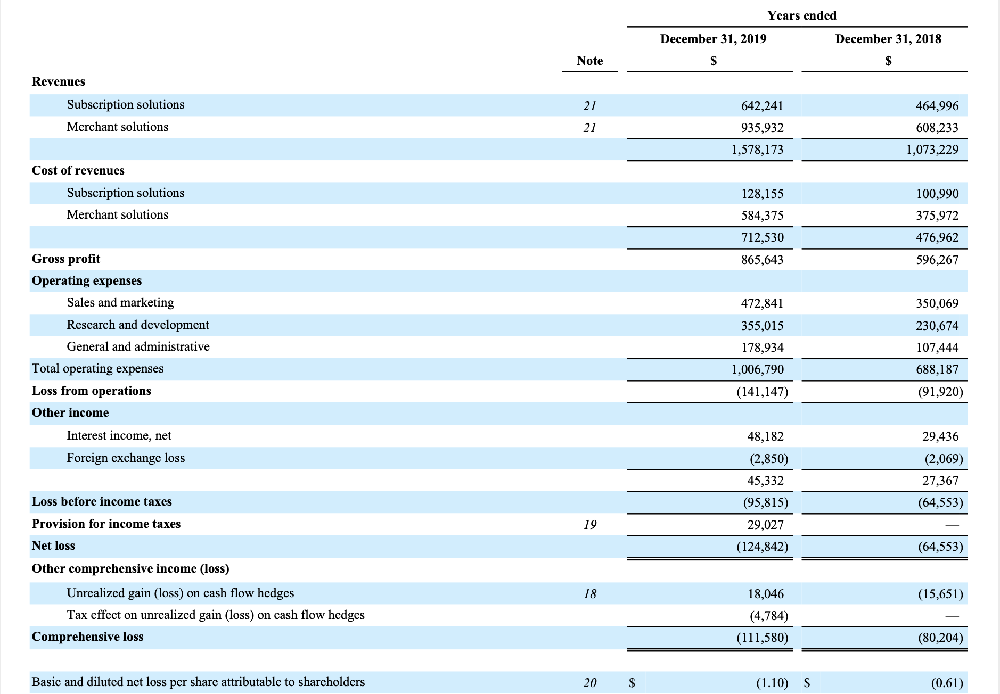 Years ended
December 31, 2019 December 31, 2018
Note $ $
Revenues
Subscription solutions 21 642,241 464,996
Merchant solutions 21 935,932 608,233
1,578,173 1,073,229
Cost of revenues
Subscription solutions 128,155 100,990
Merchant solutions 584,375 375,972
712,530 476,962
Gross profit 865,643 596,267
Operating expenses
Sales and marketing 472,841 350,069
Research and development 355,015 230,674
General and administrative 178,934 107,444
Total operating expenses 1,006,790 688,187
Loss from operations (141,147) (91,920)
Other income
Interest income, net 48,182 29,436
Foreign exchange loss (2,850) (2,069)
45,332 27,367
Loss before income taxes (95,815) (64,553)
Provision for income taxes 19 29,027 —
Net loss (124,842) (64,553)
Other comprehensive income (loss)
Unrealized gain (loss) on cash flow hedges 18 18,046 (15,651)
Tax effect on unrealized gain (loss) on cash flow hedges (4,784) —
Comprehensive loss (111,580) (80,204)
Basic and diluted net loss per share attributable to shareholders 20 $ (1.10) $ (0.61)